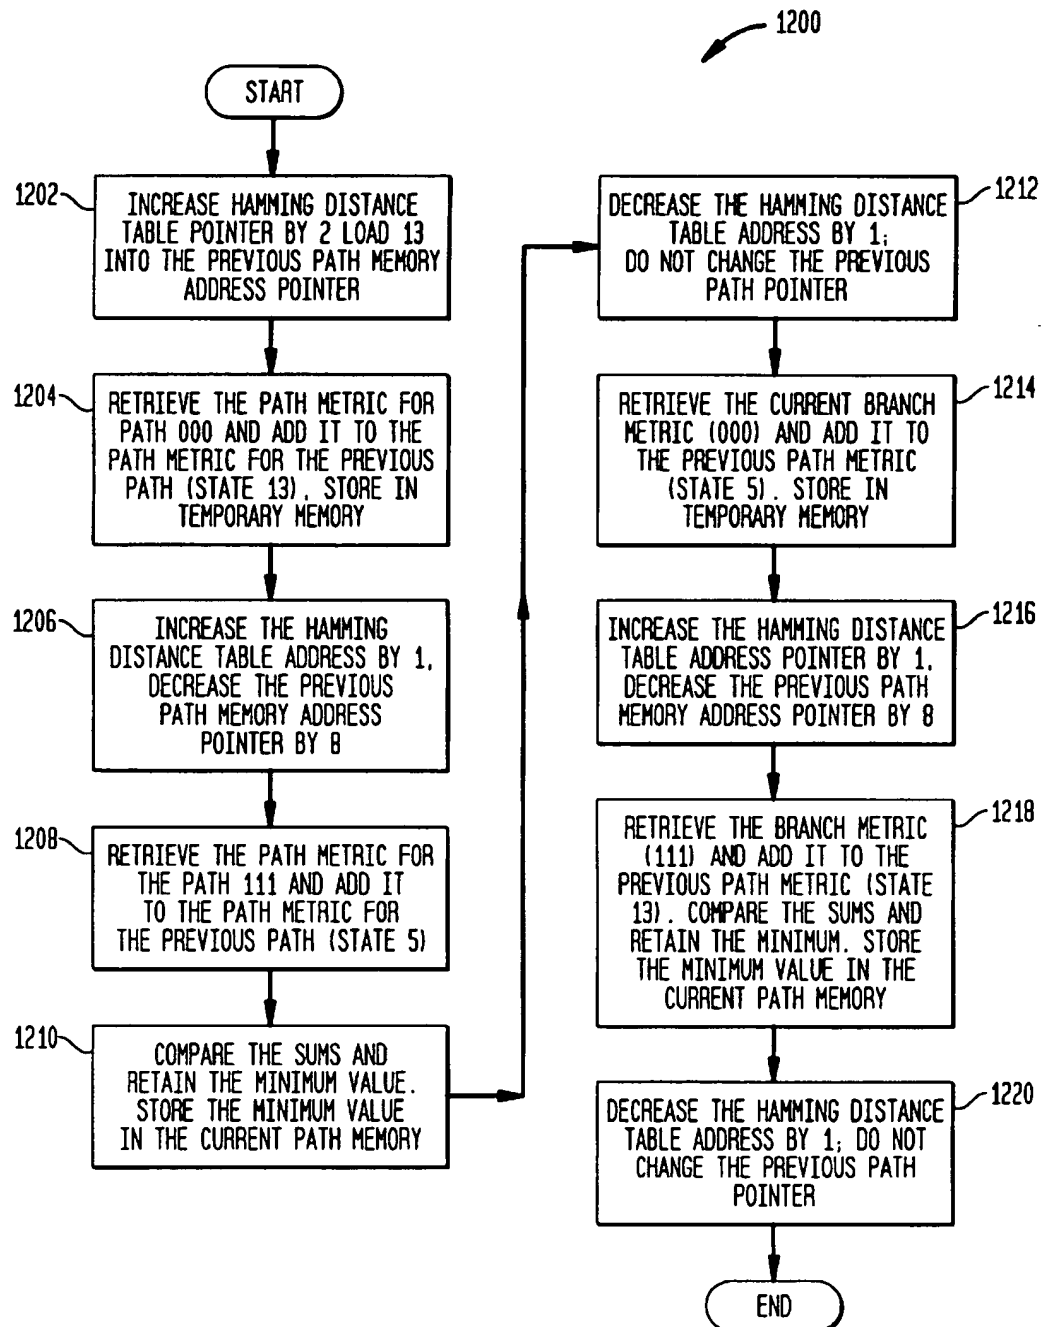 1200
START
1202
INCREASE HAMMING DISTANCE
TABLE POINTER BY 2 LOAD 13
INTO THE PREVIOUS PATH MEMORY
ADDRESS POINTER
1204
RETRIEVE THE PATH METRIC FOR
PATH 000 AND ADD IT TO THE
PATH METRIC FOR THE PREVIOUS
PATH (STATE 13). STORE IN
TEMPORARY MEMORY
1206
INCREASE THE HAMMING
DISTANCE TABLE ADDRESS BY 1,
DECREASE THE PREVIOUS
PATH MEMORY ADDRESS
POINTER BY 8
1208
RETRIEVE THE PATH METRIC FOR
THE PATH 111 AND ADD IT
TO THE PATH METRIC FOR
THE PREVIOUS PATH (STATE 5)
1210
COMPARE THE SUMS AND
RETAIN THE MINIMUM VALUE.
STORE THE MINIMUM VALUE
IN THE CURRENT PATH MEMORY
1212
DECREASE THE HAMMING DISTANCE
TABLE ADDRESS BY 1;
DO NOT CHANGE THE PREVIOUS
PATH POINTER
1214
RETRIEVE THE CURRENT BRANCH
METRIC (000) AND ADD IT TO
THE PREVIOUS PATH METRIC
(STATE 5). STORE IN
TEMPORARY MEMORY
1216
INCREASE THE HAMMING DISTANCE
TABLE ADDRESS POINTER BY 1,
DECREASE THE PREVIOUS PATH
MEMORY ADDRESS POINTER BY 8
1218
RETRIEVE THE BRANCH METRIC
(111) AND ADD IT TO THE
PREVIOUS PATH METRIC (STATE
13). COMPARE THE SUMS AND
RETAIN THE MINIMUM. STORE
THE MINIMUM VALUE IN THE
CURRENT PATH MEMORY
1220
DECREASE THE HAMMING DISTANCE
TABLE ADDRESS BY 1; DO NOT
CHANGE THE PREVIOUS PATH
POINTER
END